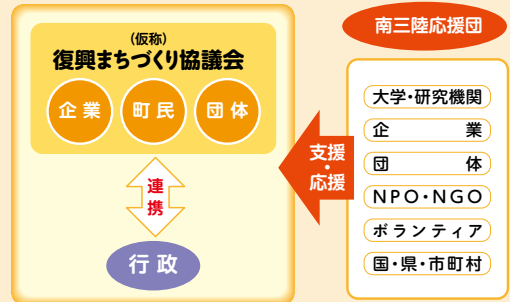 (仮称)
復興まちづくり協議会
企業
町民
団体
連携
行政
支援・応援
南三陸応援団
大学・研究機関
企業
団体
NPO・NGO
ボランティア
国・県・市町村